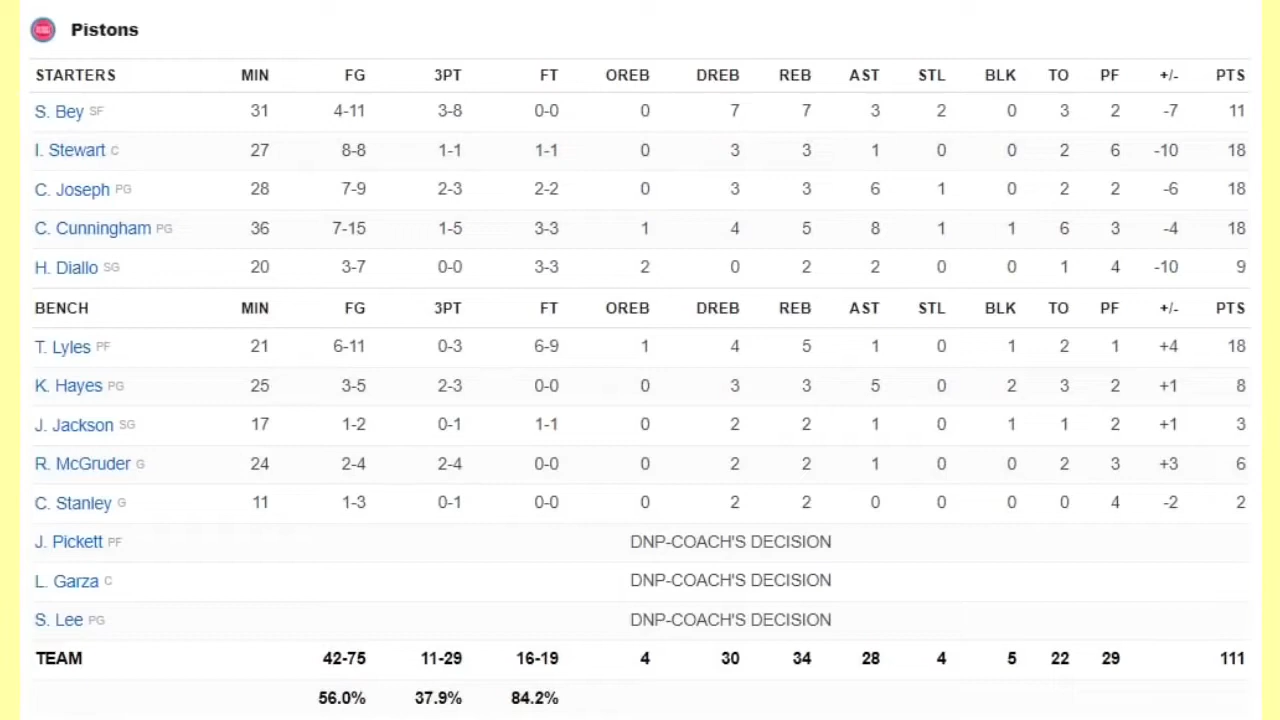 Pistons
STARTERS MIN FG 3PT FT OREB DREB REB AST STL BLK TO PF +/- PTS
S. Bey SF 31 4-11 3-8 0-0 0 7 7 3 2 0 3 2 -7 11
I. Stewart C 27 8-8 1-1 1-1 0 3 3 1 0 0 2 6 -10 18
C. Joseph PG 28 7-9 2-3 2-2 0 3 3 6 1 0 2 2 -6 18
C. Cunningham PG 36 7-15 1-5 3-3 1 4 5 8 1 1 6 3 -4 18
H. Diallo SG 20 3-7 0-0 3-3 2 0 2 2 0 0 1 4 -10 9
BENCH MIN FG 3PT FT OREB DREB REB AST STL BLK TO PF +/- PTS
T. Lyles PF 21 6-11 0-3 6-9 1 4 5 1 0 1 2 1 +4 18
K. Hayes PG 25 3-5 2-3 0-0 0 3 3 5 0 2 3 2 +1 8
J. Jackson SG 17 1-2 0-1 1-1 0 2 2 1 0 1 1 2 +1 3
R. McGruder G 24 2-4 2-4 0-0 0 2 2 1 0 0 2 3 +3 6
C. Stanley G 11 1-3 0-1 0-0 0 2 2 0 0 0 0 4 -2 2
J. Pickett PF DNP-COACH'S DECISION
L. Garza C DNP-COACH'S DECISION
S. Lee PG DNP-COACH'S DECISION
TEAM 42-75 11-29 16-19 4 30 34 28 4 5 22 29 111
56.0% 37.9% 84.2%